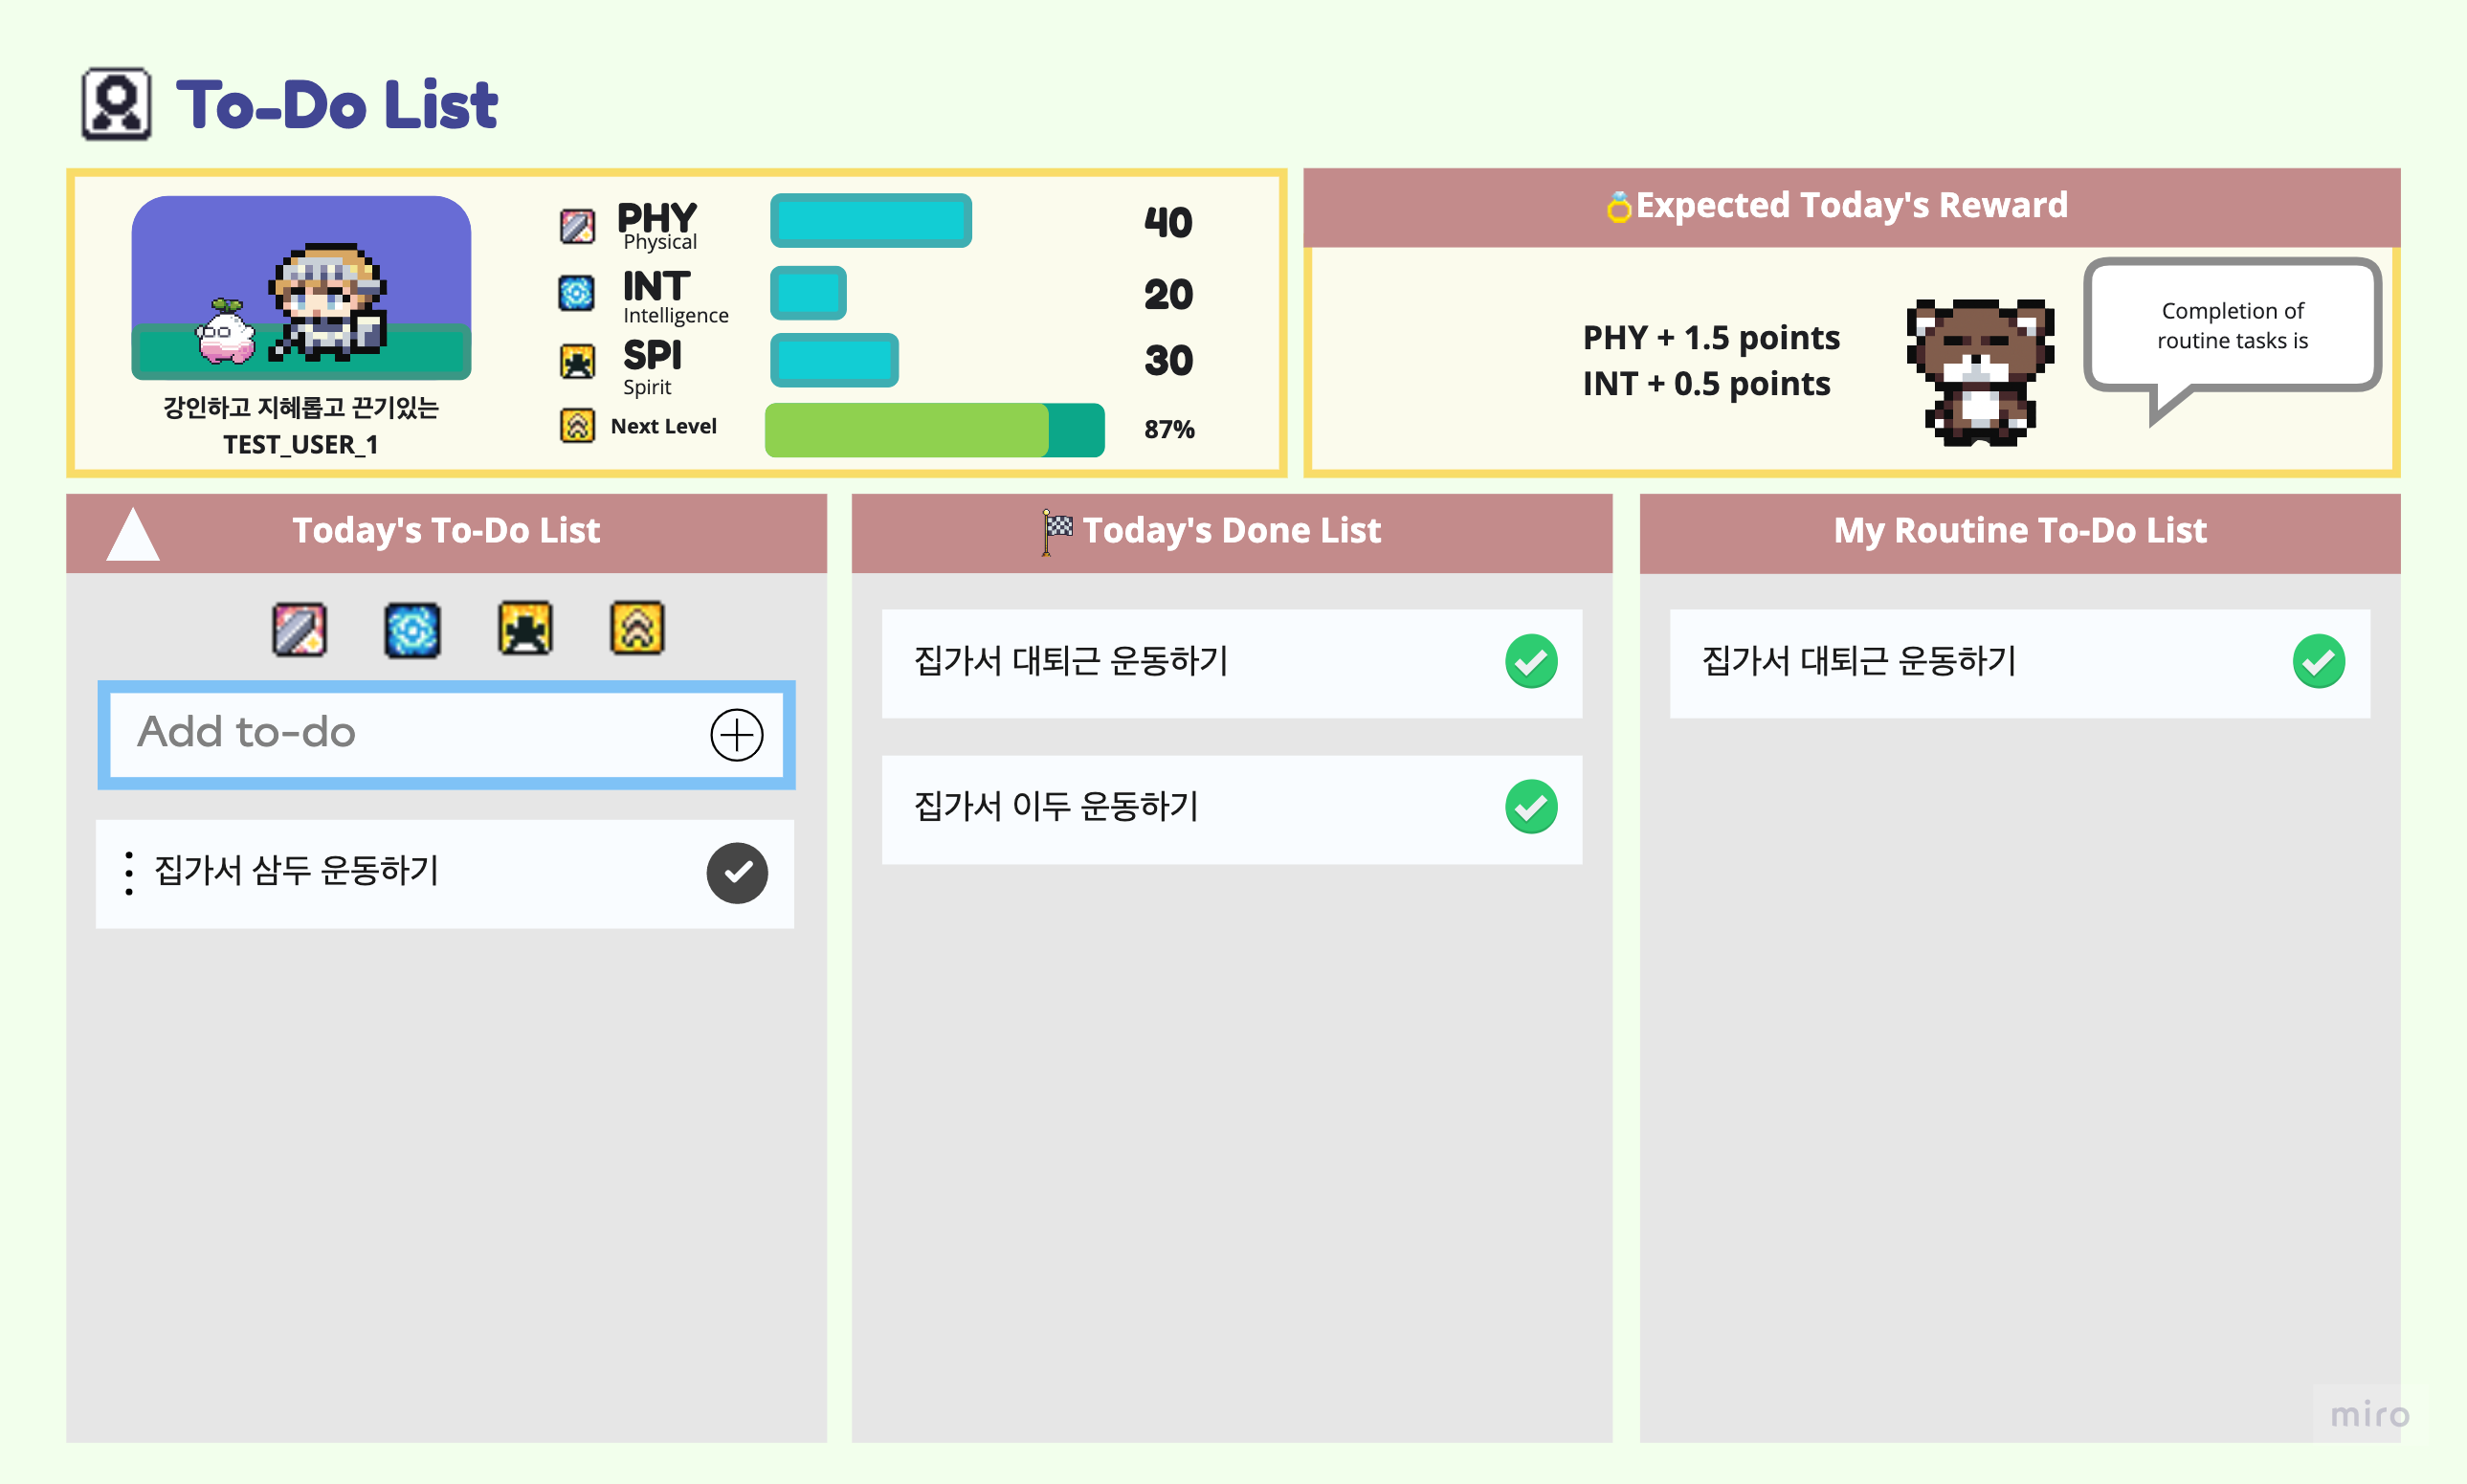 To-Do List
PHY
Physical
40
INT
Intelligence
20
SPI
Spirit
30
Next Level
87%
강인하고 지혜롭고 끈기있는
TEST_USER_1
💍Expected Today's Reward
PHY + 1.5 points
INT + 0.5 points
Completion of
routine tasks is
Today's To-Do List
Add to-do
집가서 삼두 운동하기
Today's Done List
집가서 대퇴근 운동하기
집가서 이두 운동하기
My Routine To-Do List
집가서 대퇴근 운동하기
miro